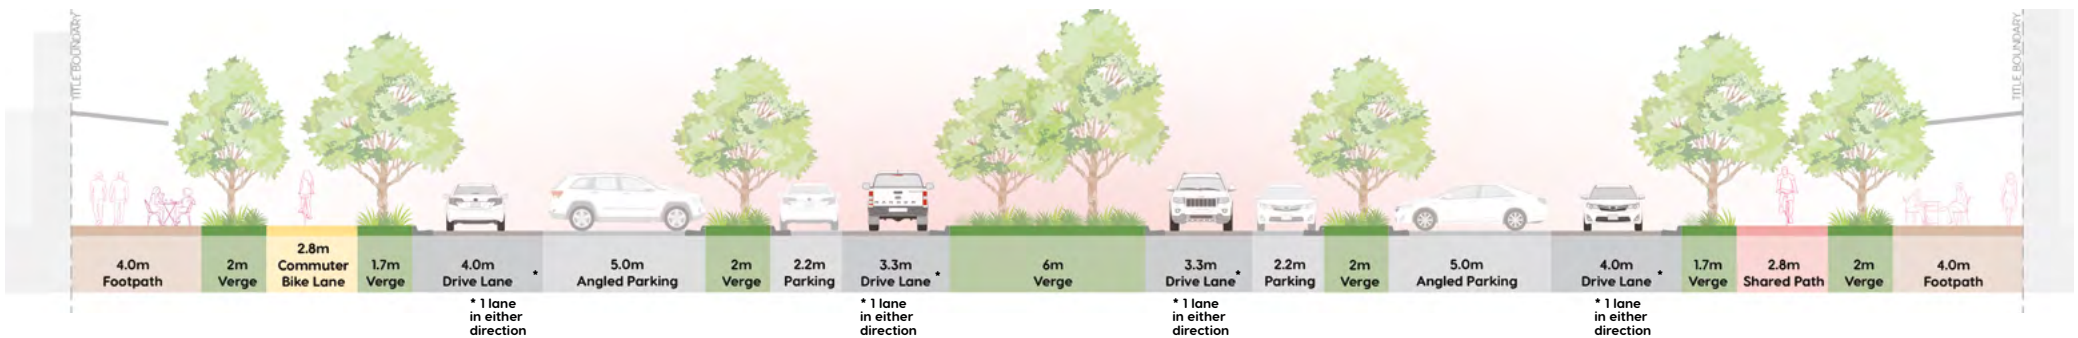 TITLE BOUNDARY
TITLE BOUNDARY
4.0m
Footpath
2m
Verge
2.8m
Commuter
Bike Lane
1.7m
Verge
4.0m
Drive Lane *
5.0m
Angled Parking
2m
Verge
2.2m
Parking
3.3m
Drive Lane *
6m
Verge
3.3m
Drive Lane *
2.2m
Parking
2m
Verge
5.0m
Angled Parking
4.0m
Drive Lane *
1.7m
Verge
2.8m
Shared Path
2m
Verge
4.0m
Footpath
* 1 lane
in either
direction
* 1 lane
in either
direction
* 1 lane
in either
direction
* 1 lane
in either
direction